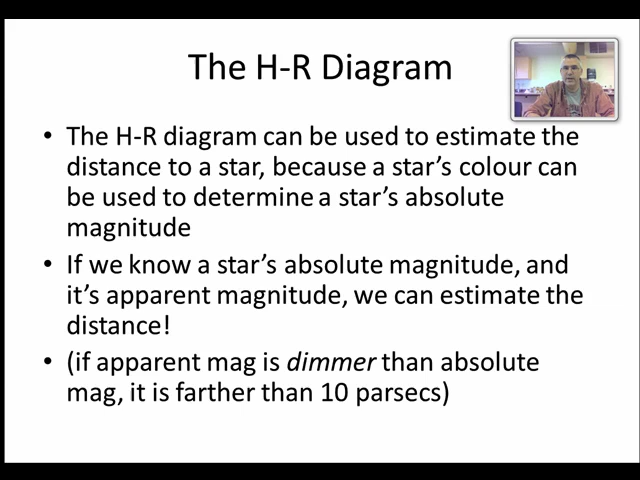 The H-R Diagram
• The H-R diagram can be used to estimate the
distance to a star, because a star’s colour can
be used to determine a star’s absolute
magnitude
• If we know a star’s absolute magnitude, and
it’s apparent magnitude, we can estimate the
distance!
• (if apparent mag is dimmer than absolute
mag, it is farther than 10 parsecs)